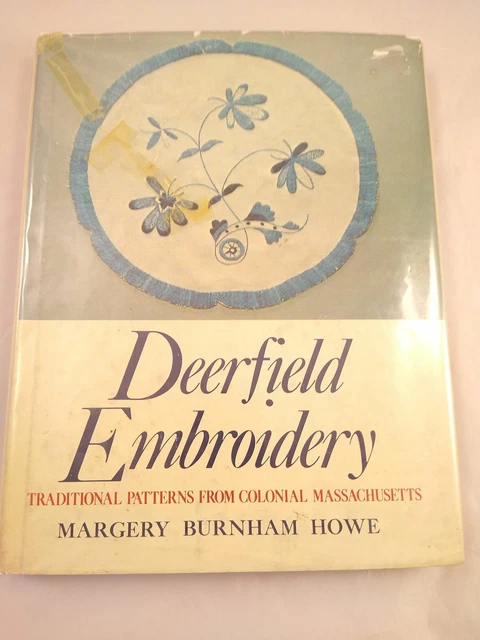 Deerfield
Embroidery
TRADITIONAL PATTERNS FROM COLONIAL MASSACHUSETTS
MARGERY BURNHAM HOWE